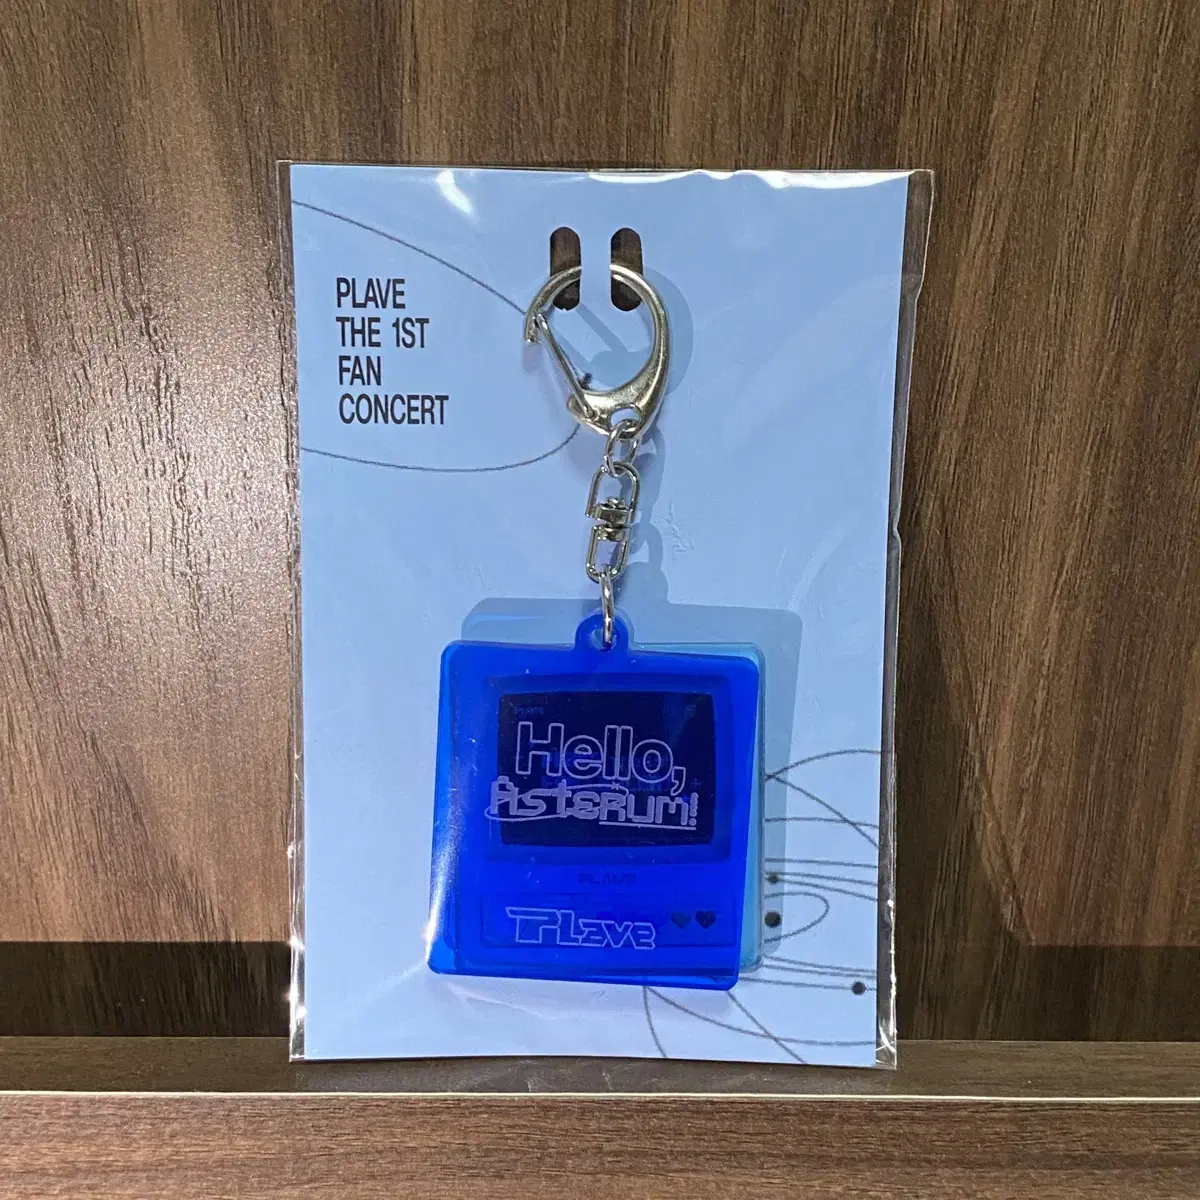 PLAVE
THE 1ST
FAN
CONCERT
Hello,
Asterum!
PLAVE
PLave